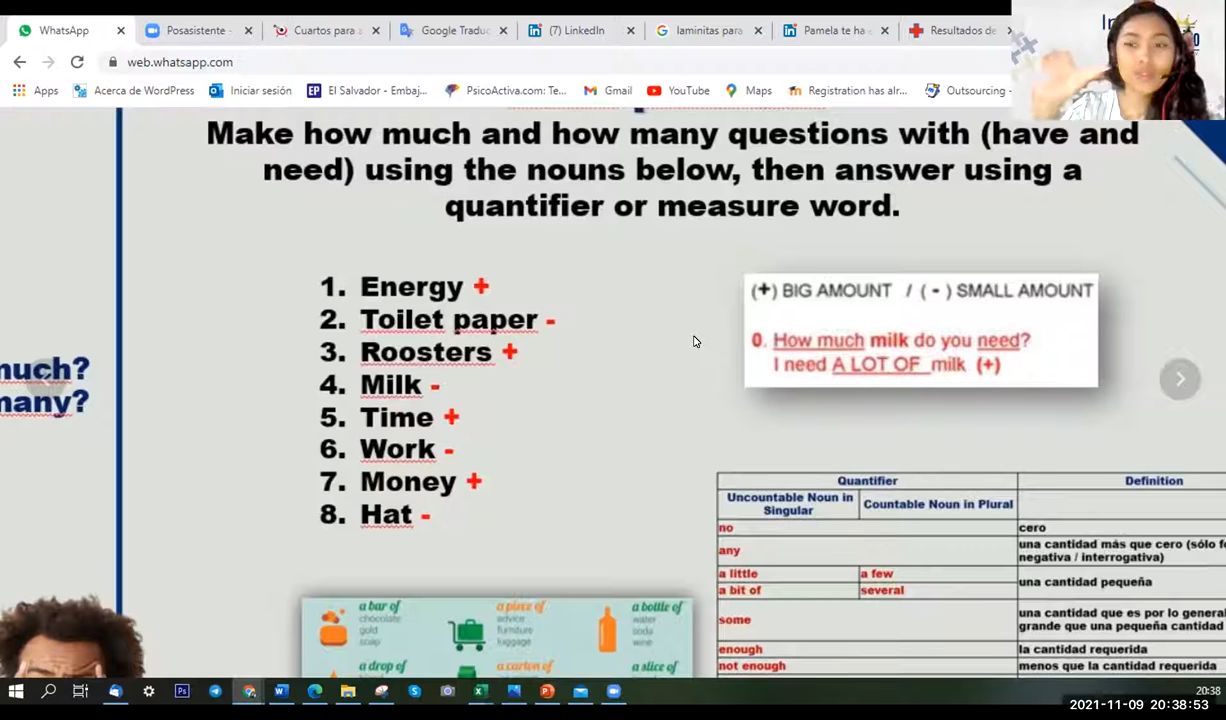 WhatsApp
Posasistente -
Cuartos para
Google Traduc
(7) LinkedIn
laminitas para
Pamela te ha e
Resultados de
web.whatsapp.com
Apps
Acerca de WordPress
Iniciar sesión
El Salvador - Embaj...
PsicoActiva.com: Te...
Gmail
YouTube
Maps
Registration has alr...
Outsourcing -
Make how much and how many questions with (have and
need) using the nouns below, then answer using a
quantifier or measure word.
1. Energy +
2. Toilet paper -
3. Roosters +
4. Milk -
5. Time +
6. Work -
7. Money +
8. Hat -
(+) BIG AMOUNT / ( - ) SMALL AMOUNT
0. How much milk do you need?
I need A LOT OF milk (+)
much?
many?
Quantifier
Definition
Uncountable Noun in
Singular
Countable Noun in Plural
no
cero
any
una cantidad más que cero (sólo
negativa / interrogativa)
a little
a few
una cantidad pequeña
a bit of
several
some
una cantidad que es por lo general
grande que una pequeña cantidad
enough
la cantidad requerida
not enough
menos que la cantidad requerida
a bar of
chocolate
gold
soap
a piece of
advice
furniture
luggage
a bottle of
water
soda
wine
a drop of
a carton of
a slice of
20:38
2021-11-09 20:38:53